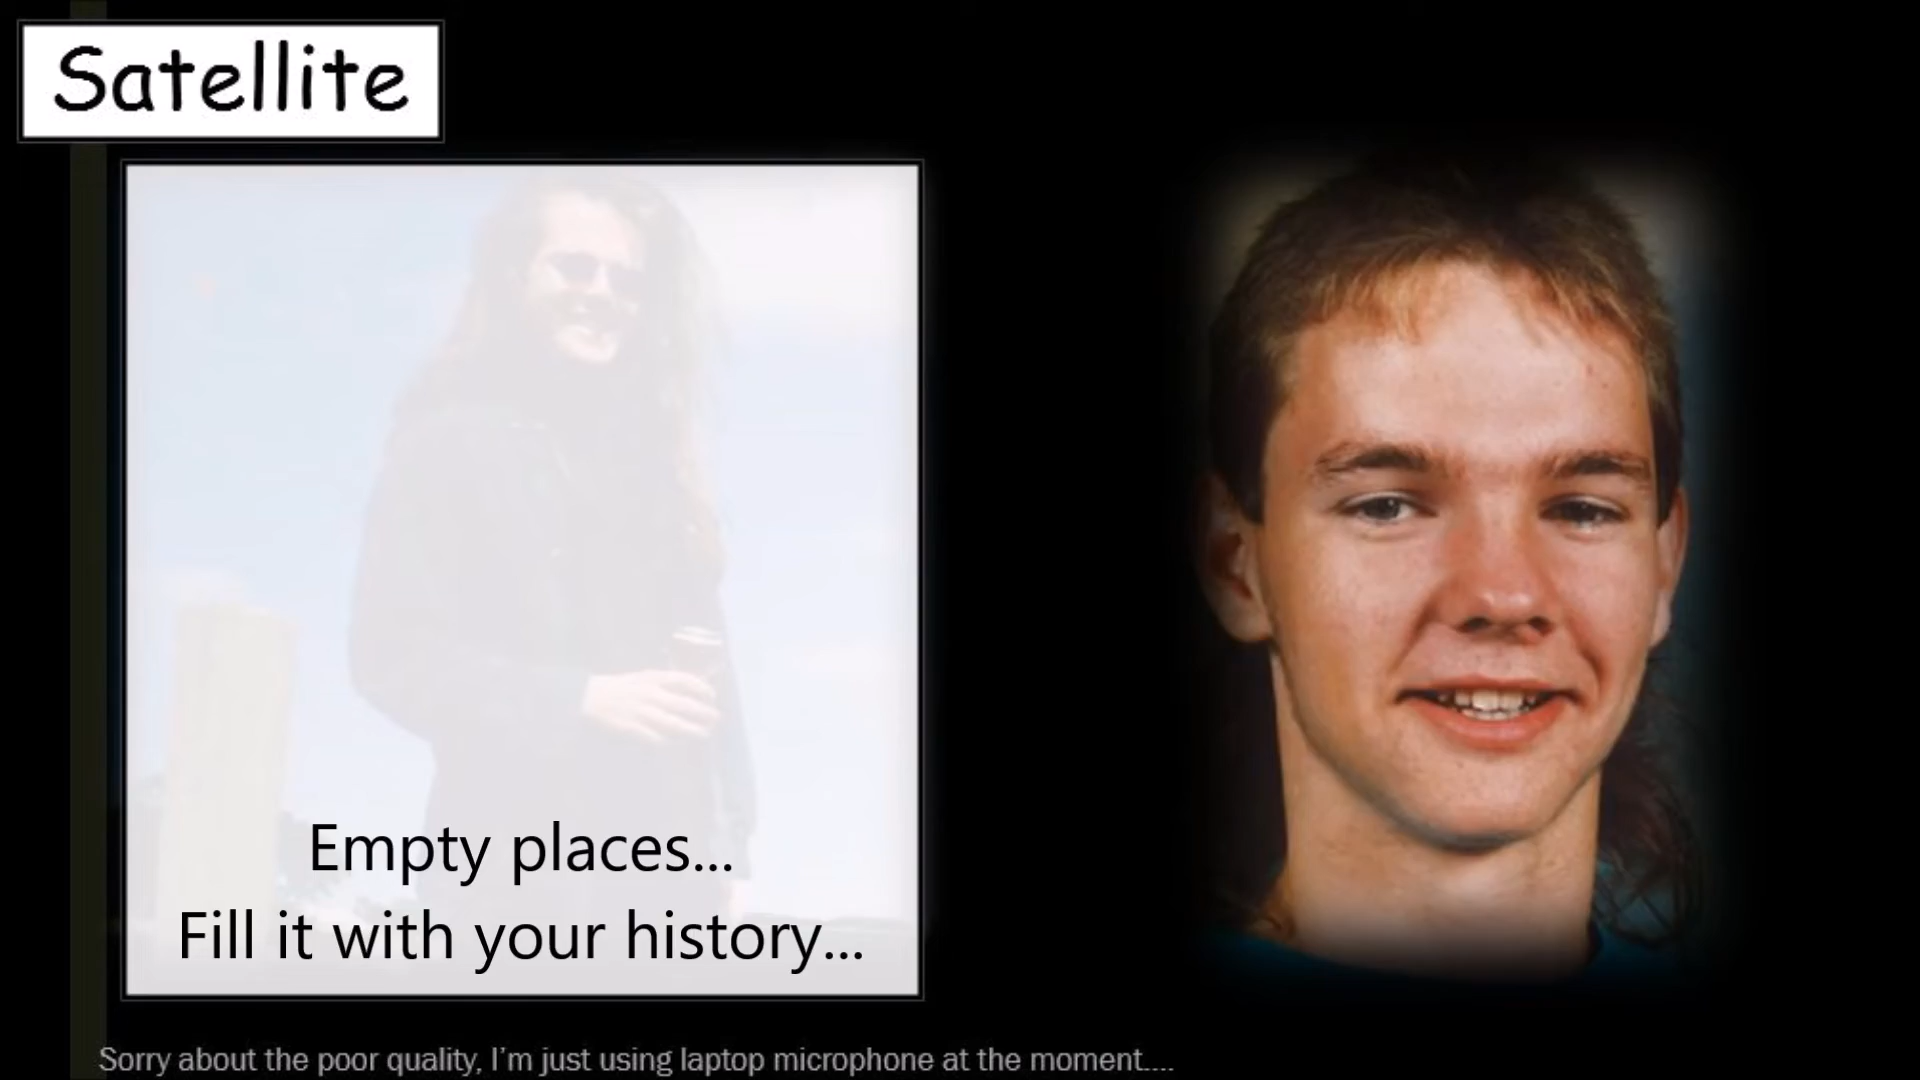 Satellite
Empty places...
Fill it with your history...
Sorry about the poor quality, I'm just using laptop microphone at the moment....